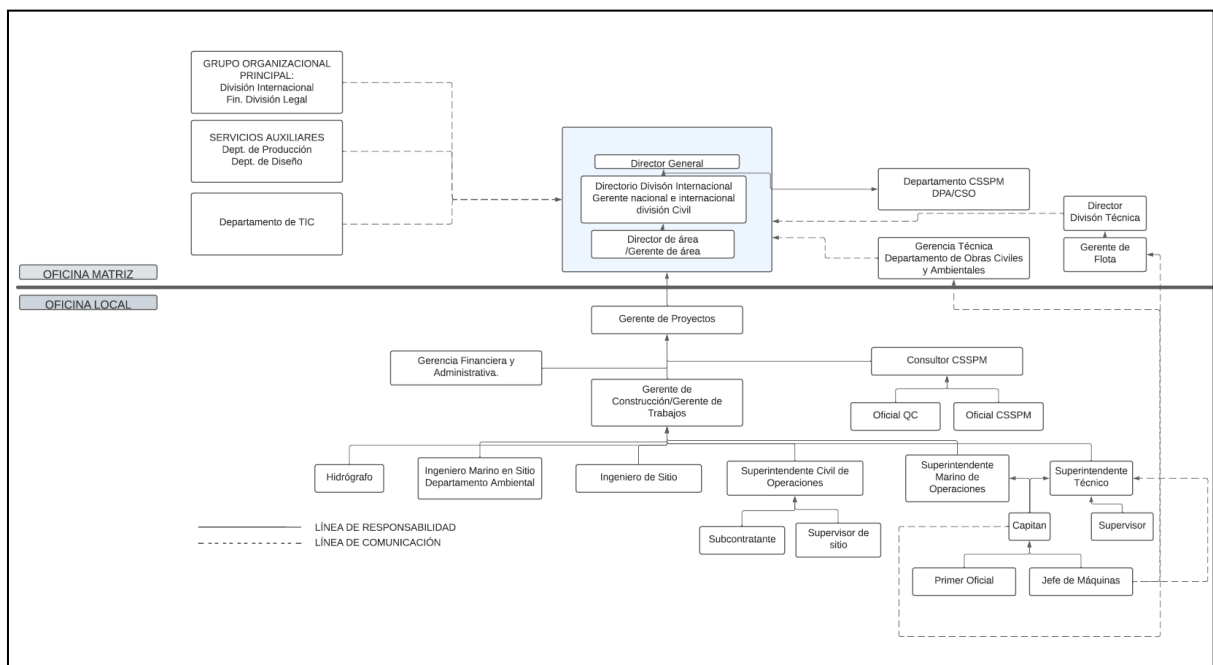 GRUPO ORGANIZACIONAL
PRINCIPAL:
División Internacional
Fin. División Legal
SERVICIOS AUXILIARES
Dept. de Producción
Dept. de Diseño
Departamento de TIC
Director General
Directorio Divisón Internacional
Gerente nacional e internacional
división Civil
Director de área
/Gerente de área
Departamento CSSPM
DPA/CSO
Director
Divisón Técnica
Gerencia Técnica
Departamento de Obras Civiles
y Ambientales
Gerente de
Flota
OFICINA MATRIZ
OFICINA LOCAL
Gerente de Proyectos
Gerencia Financiera y
Administrativa.
Consultor CSSPM
Gerente de
Construcción/Gerente de
Trabajos
Oficial QC
Oficial CSSPM
Hidrógrafo
Ingeniero Marino en Sitio
Departamento Ambiental
Ingeniero de Sitio
Superintendente Civil de
Operaciones
Superintendente
Marino de
Operaciones
Superintendente
Técnico
Subcontratante
Supervisor de
sitio
Capitan
Supervisor
Primer Oficial
Jefe de Máquinas
LÍNEA DE RESPONSABILIDAD
LÍNEA DE COMUNICACIÓN